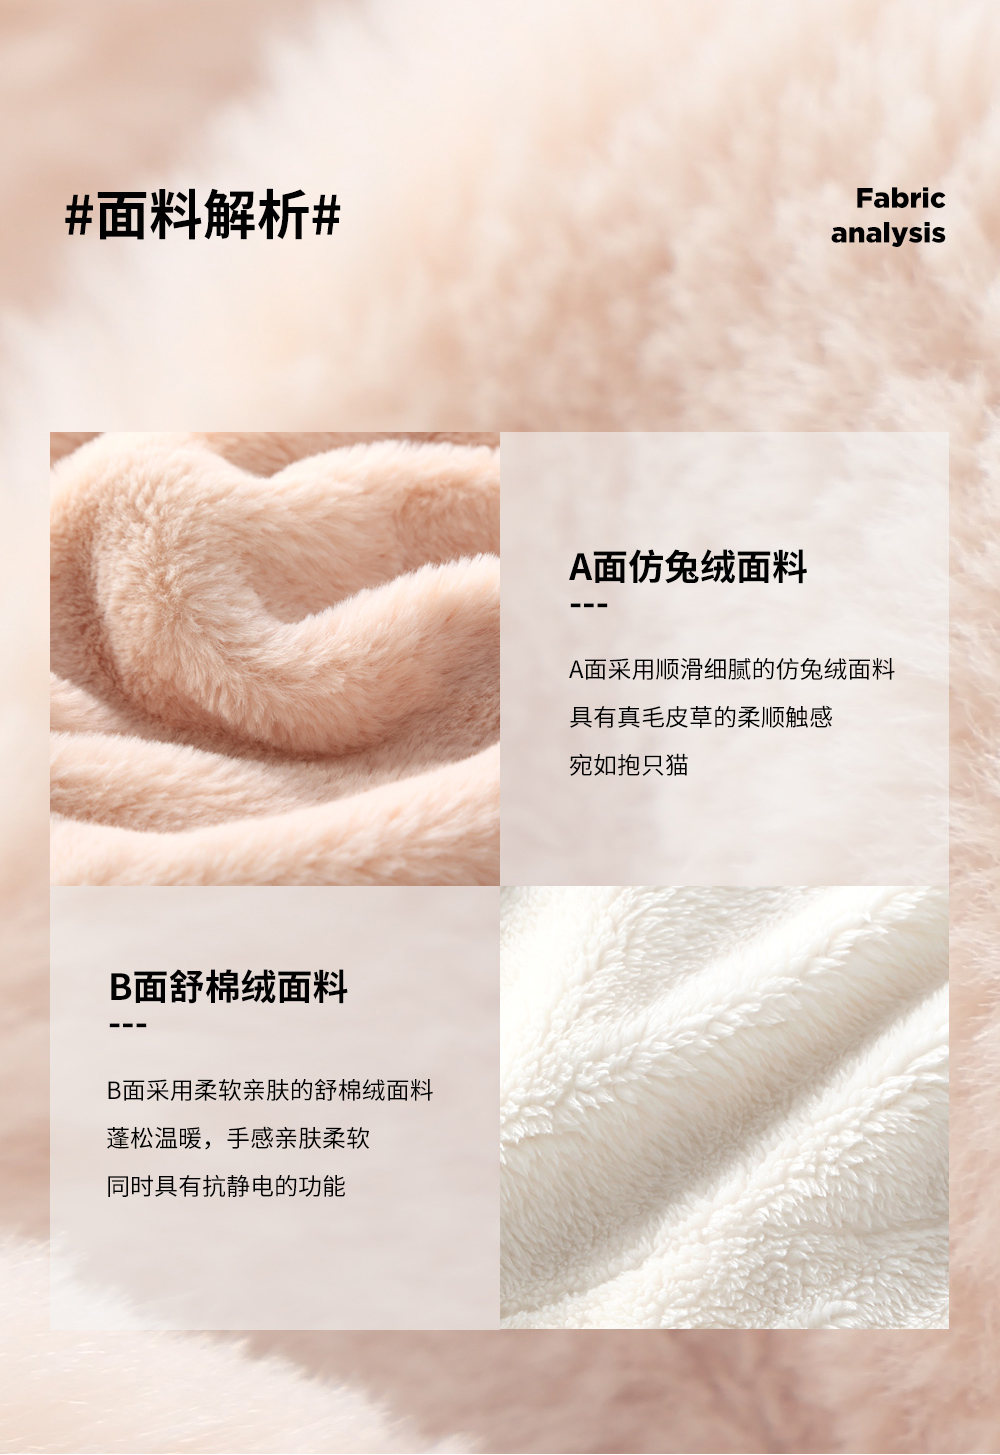 #面料解析#
Fabric
analysis
A面仿兔绒面料
---
A面采用顺滑细腻的仿兔绒面料
具有真毛皮草的柔顺触感
宛如抱只猫
B面舒棉绒面料
---
B面采用柔软亲肤的舒棉绒面料
蓬松温暖，手感亲肤柔软
同时具有抗静电的功能